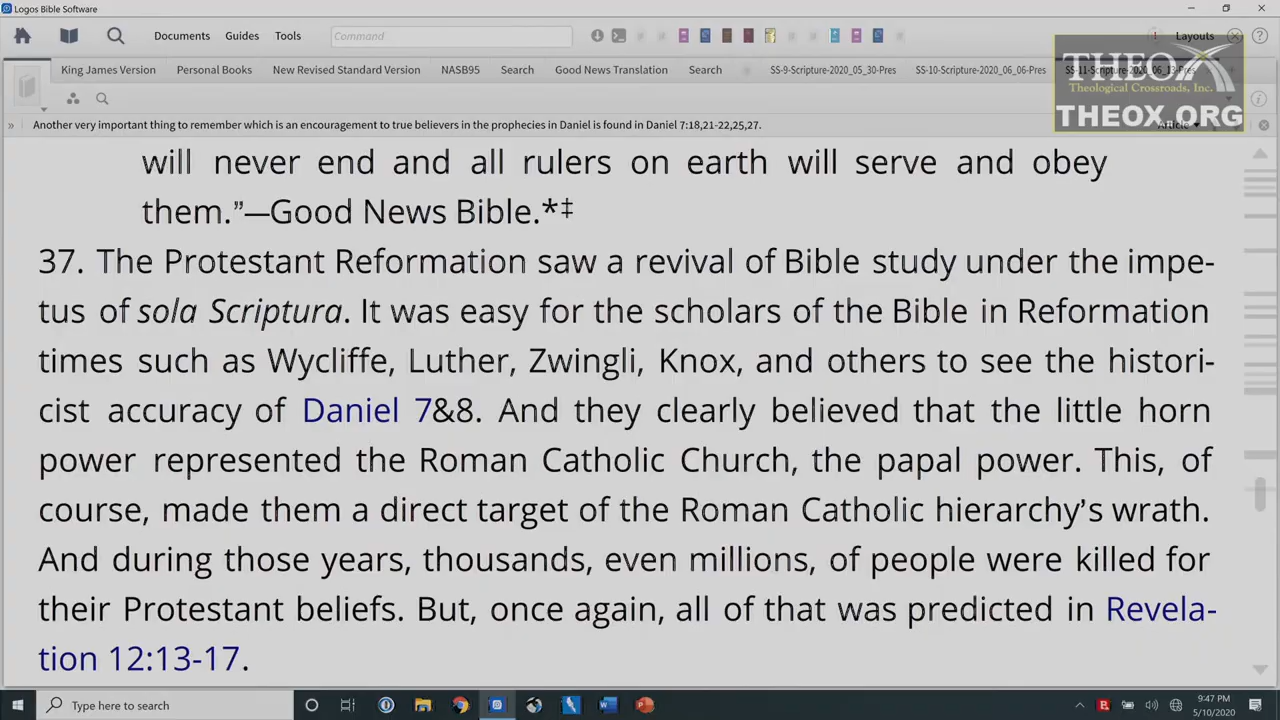 Logos Bible Software
Documents Guides Tools Command Layouts
THEOX
Theological Crossroads, Inc.
THEOX.ORG
King James Version Personal Books New Revised Standar NASB95 Search Good News Translation Search SS-9-Scripture-2020_05_30-Pres SS-10-Scripture-2020_06_06-Pres SS-11-Scripture-2020_06_13-Pres
» Another very important thing to remember which is an encouragement to true believers in the prophecies in Daniel is found in Daniel 7:18,21-22,25,27. Article
will never end and all rulers on earth will serve and obey
them.”—Good News Bible.*‡
37. The Protestant Reformation saw a revival of Bible study under the impe-
tus of sola Scriptura. It was easy for the scholars of the Bible in Reformation
times such as Wycliffe, Luther, Zwingli, Knox, and others to see the histori-
cist accuracy of Daniel 7&8. And they clearly believed that the little horn
power represented the Roman Catholic Church, the papal power. This, of
course, made them a direct target of the Roman Catholic hierarchy’s wrath.
And during those years, thousands, even millions, of people were killed for
their Protestant beliefs. But, once again, all of that was predicted in Revela-
tion 12:13-17.
Type here to search
9:47 PM
5/10/2020